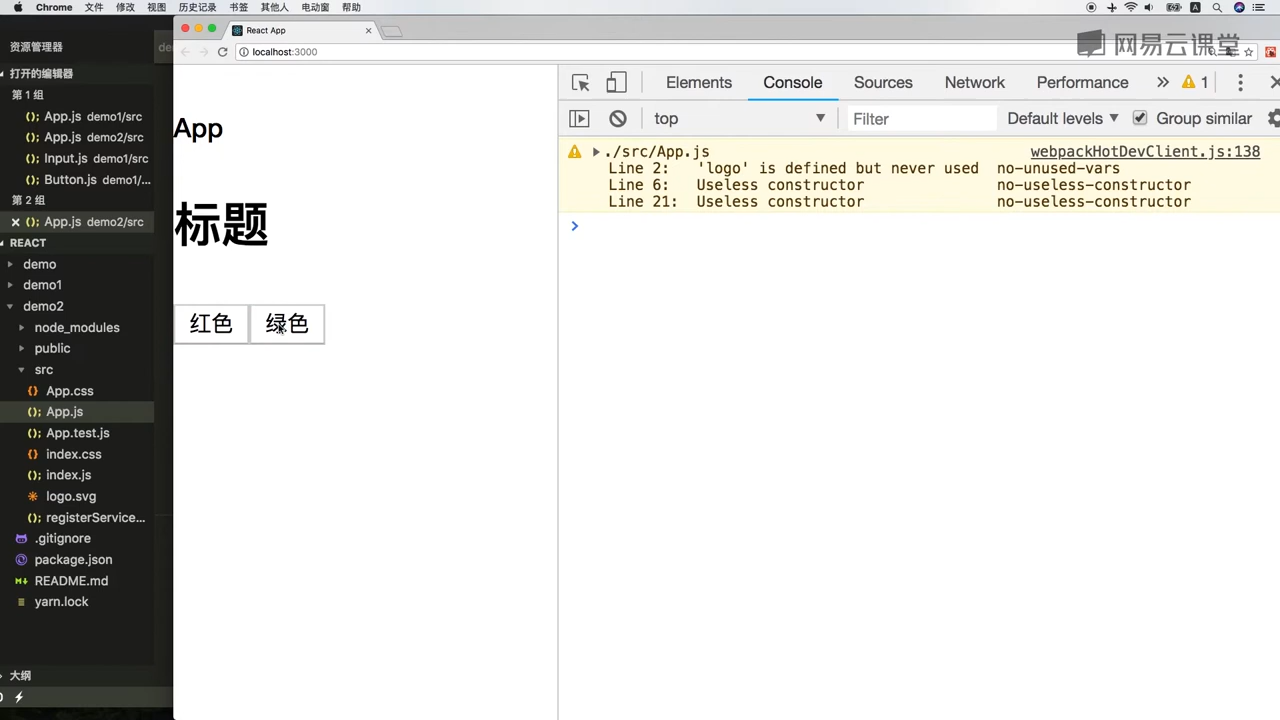 Chrome 文件 修改 视图 历史记录 书签 其他人 电动窗 帮助
资源管理器
打开的编辑器
第 1 组
App.js demo1/src
App.js demo2/src
Input.js demo1/src
Button.js demo1/...
第 2 组
App.js demo2/src
REACT
demo
demo1
demo2
node_modules
public
src
App.css
App.js
App.test.js
index.css
index.js
logo.svg
registerService...
.gitignore
package.json
README.md
yarn.lock
大纲
React App
localhost:3000
网易云课堂
App
标题
红色 绿色
Elements Console Sources Network Performance 1
top Filter Default levels Group similar
./src/App.js webpackHotDevClient.js:138
Line 2: 'logo' is defined but never used no-unused-vars
Line 6: Useless constructor no-useless-constructor
Line 21: Useless constructor no-useless-constructor